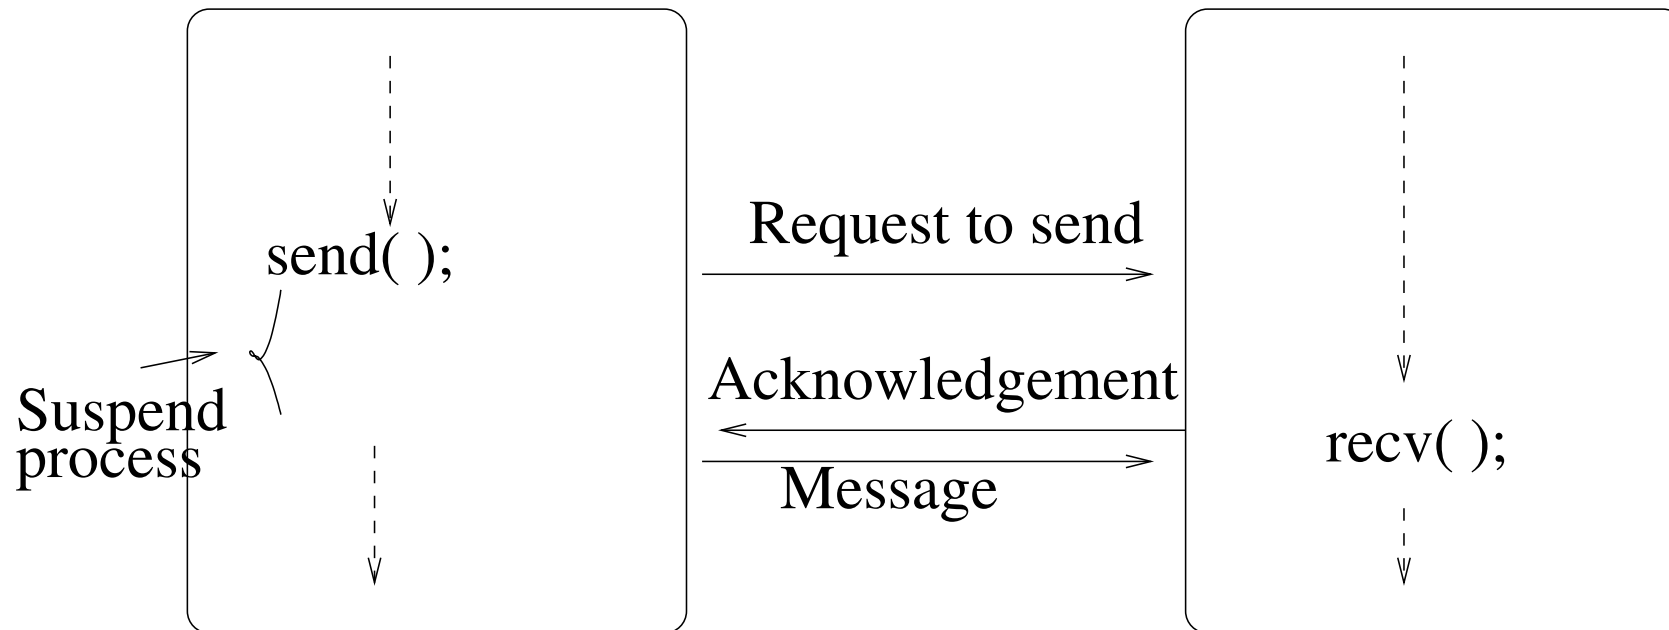 Request to send
send( );
Acknowledgement
Suspend
process
recv( );
Message